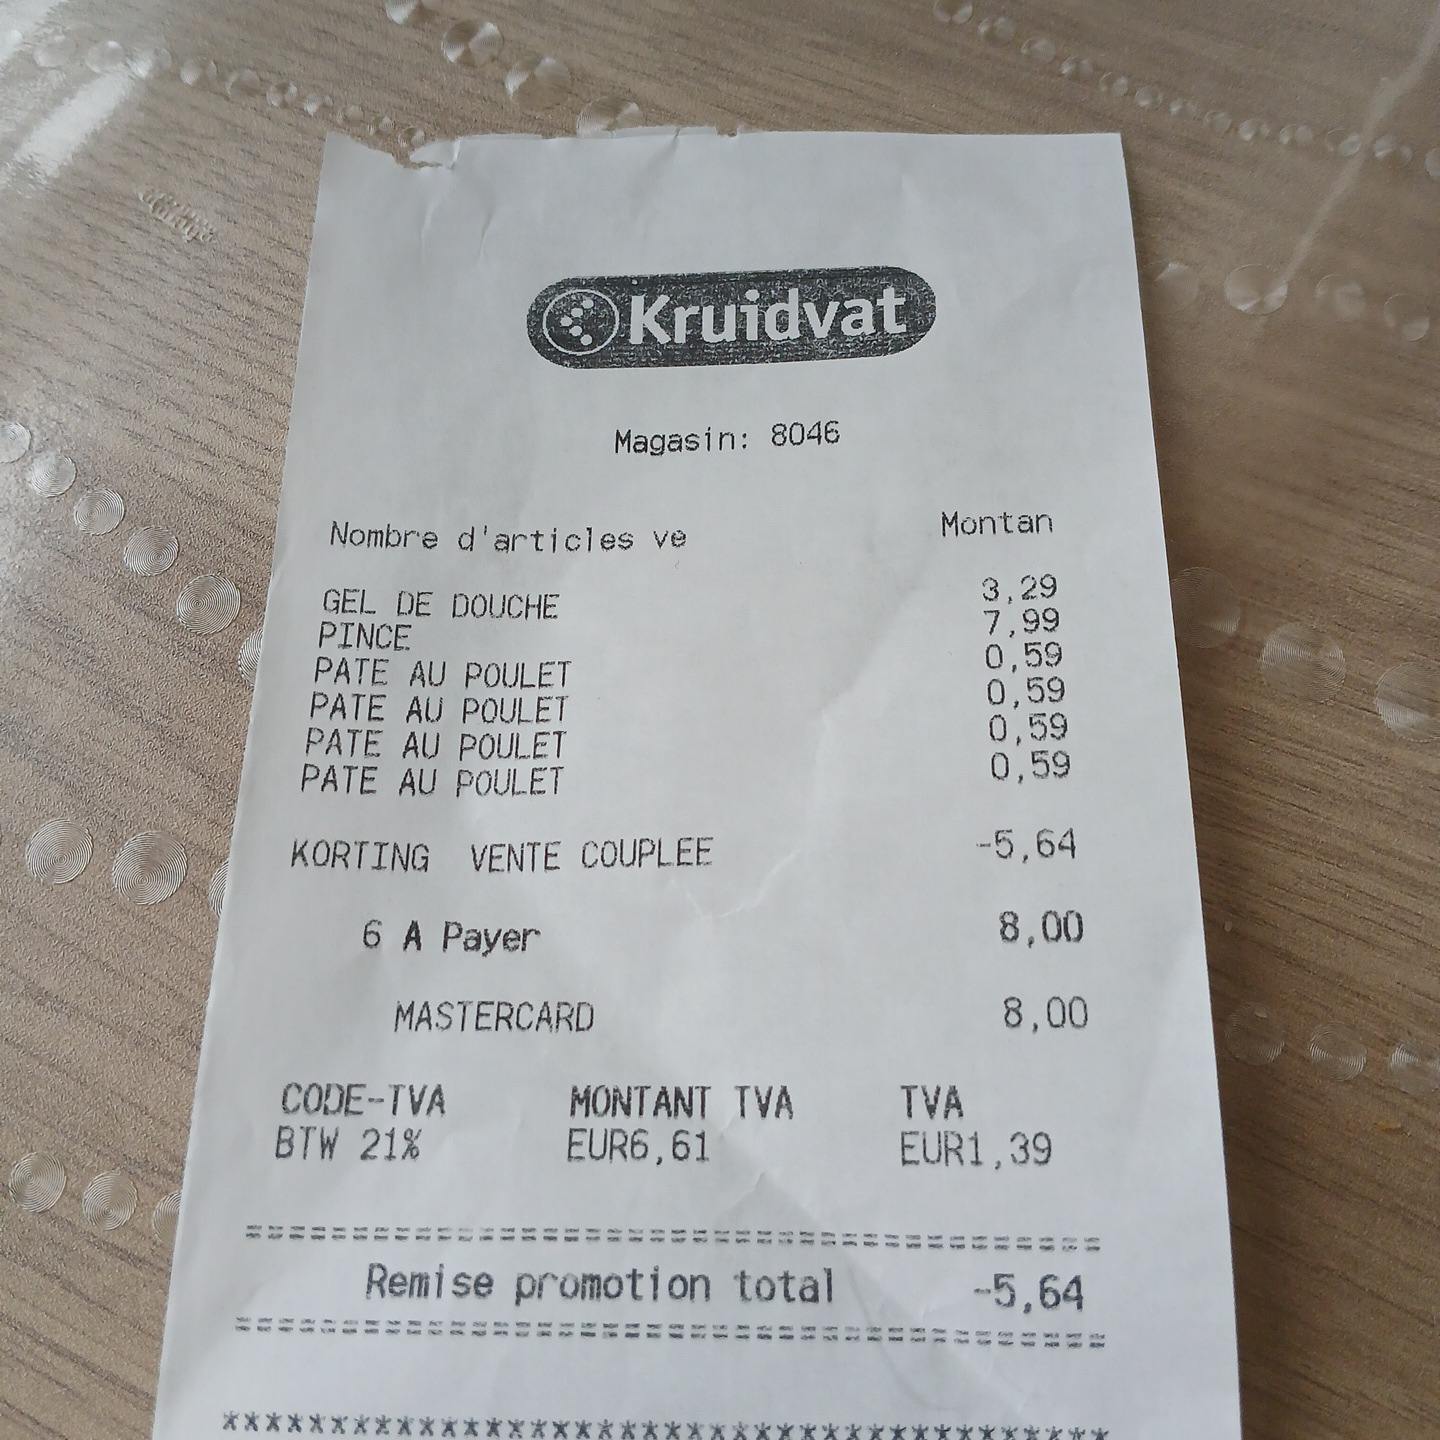 Kruidvat
Magasin: 8046
Nombre d'articles ve Montan
GEL DE DOUCHE 3,29
PINCE 7,99
PATE AU POULET 0,59
PATE AU POULET 0,59
PATE AU POULET 0,59
PATE AU POULET 0,59
KORTING VENTE COUPLEE -5,64
6 A Payer 8,00
MASTERCARD 8,00
CODE-TVA MONTANT TVA TVA
BTW 21% EUR6,61 EUR1,39
========================================
Remise promotion total -5,64
========================================
****************************************